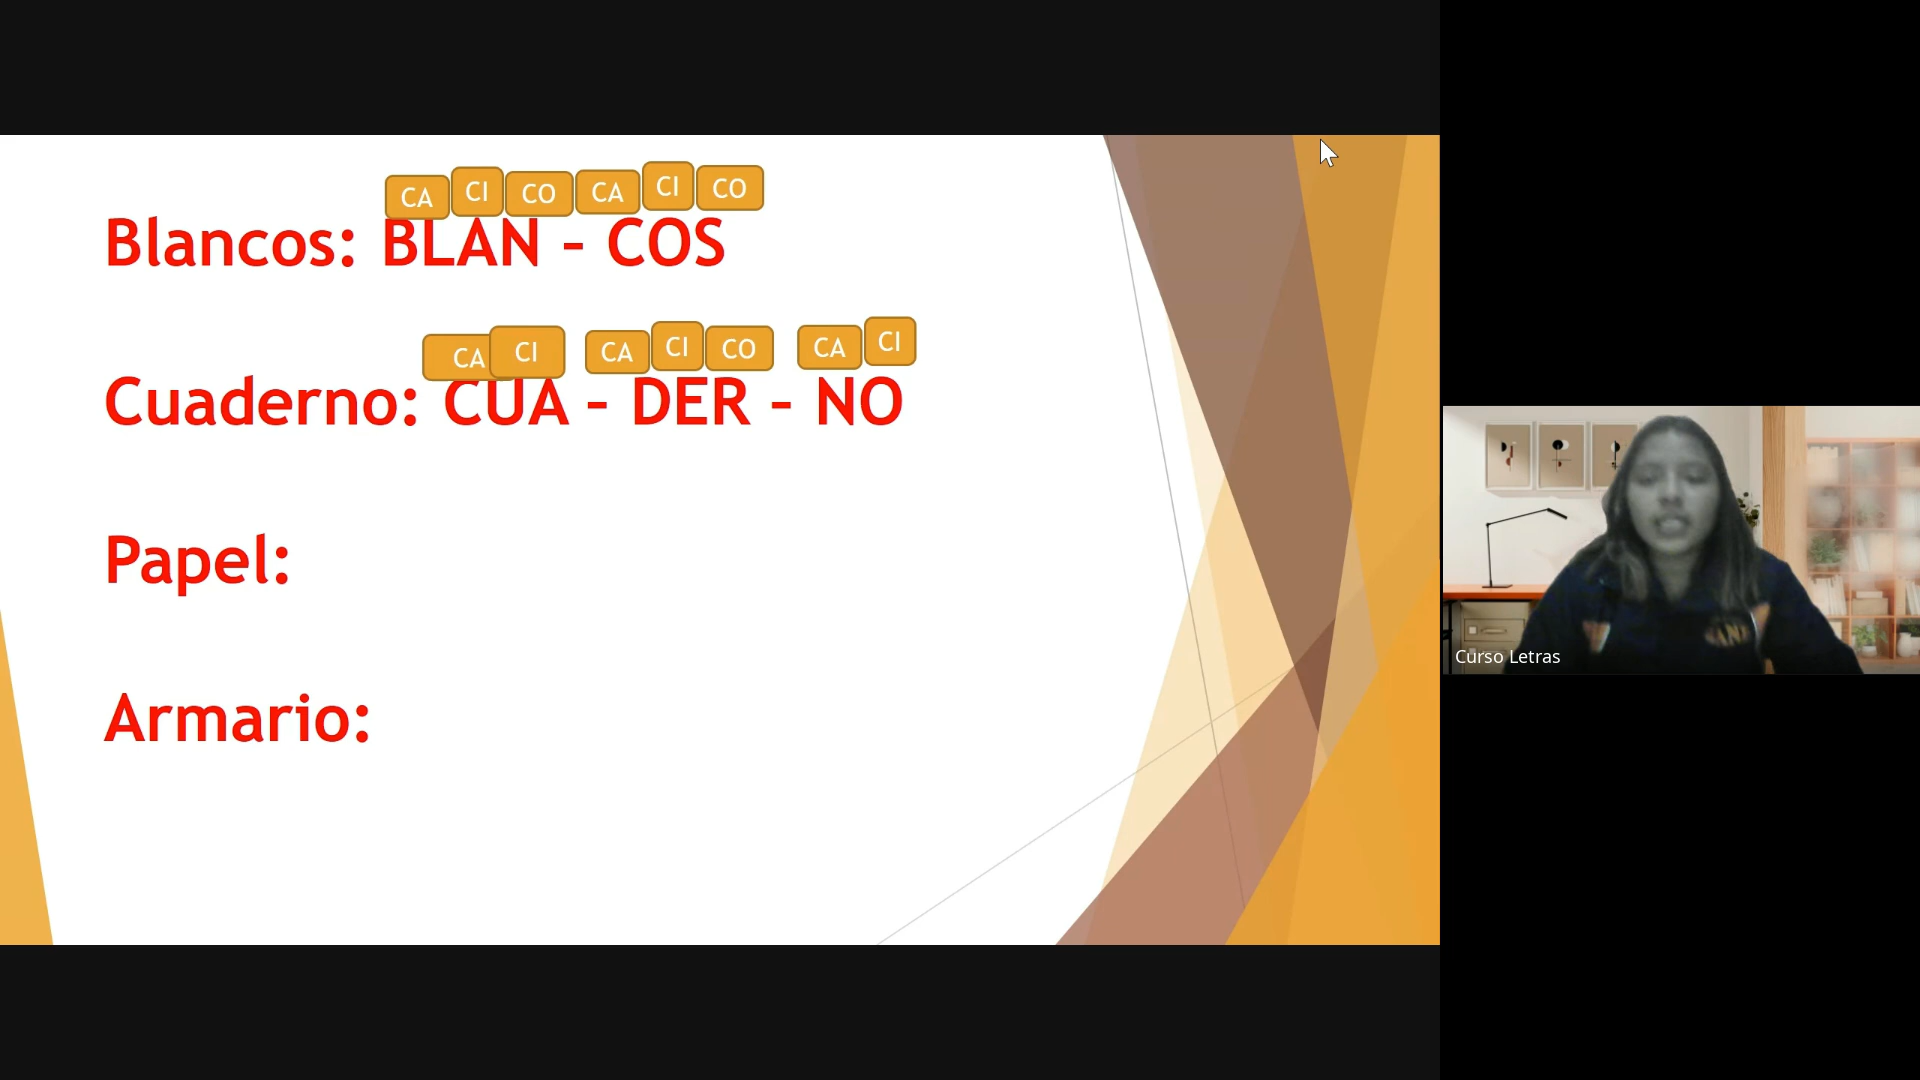 CA CI CO CA CI CO
Blancos: BLAN – COS
CA CI CA CI CO CA CI
Cuaderno: CUA – DER – NO
Papel:
Armario:
Curso Letras